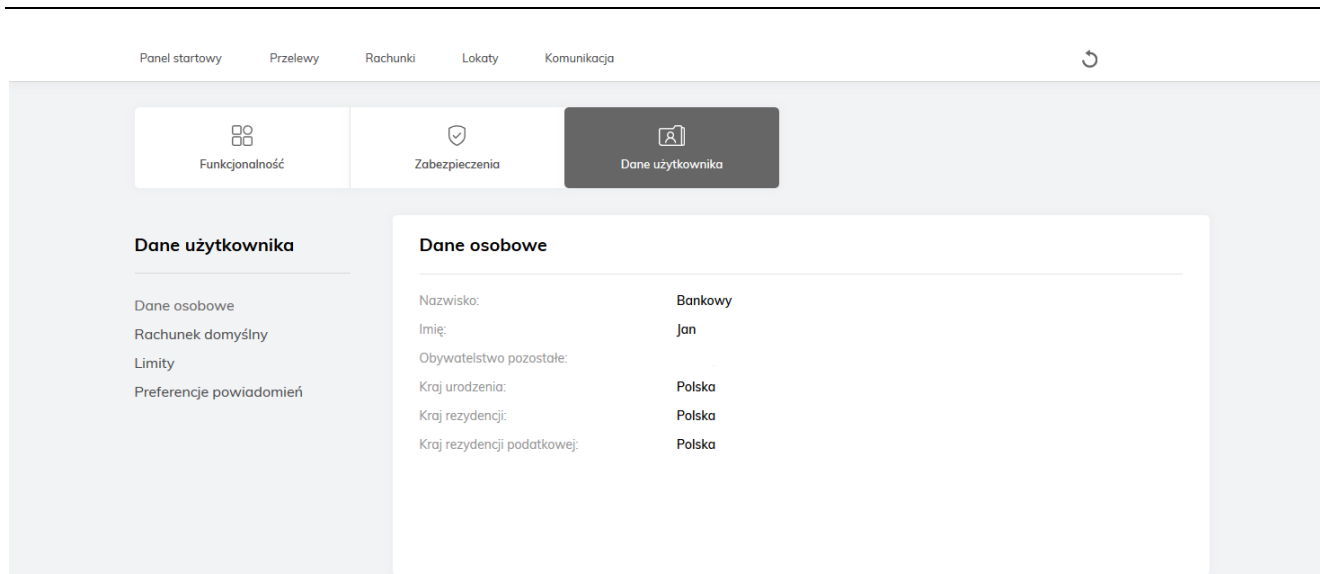 Panel startowy Przelewy Rachunki Lokaty Komunikacja
Funkcjonalność Zabezpieczenia Dane użytkownika
Dane użytkownika
Dane osobowe
Rachunek domyślny
Limity
Preferencje powiadomień
Dane osobowe
Nazwisko: Bankowy
Imię: Jan
Obywatelstwo pozostałe:
Kraj urodzenia: Polska
Kraj rezydencji: Polska
Kraj rezydencji podatkowej: Polska